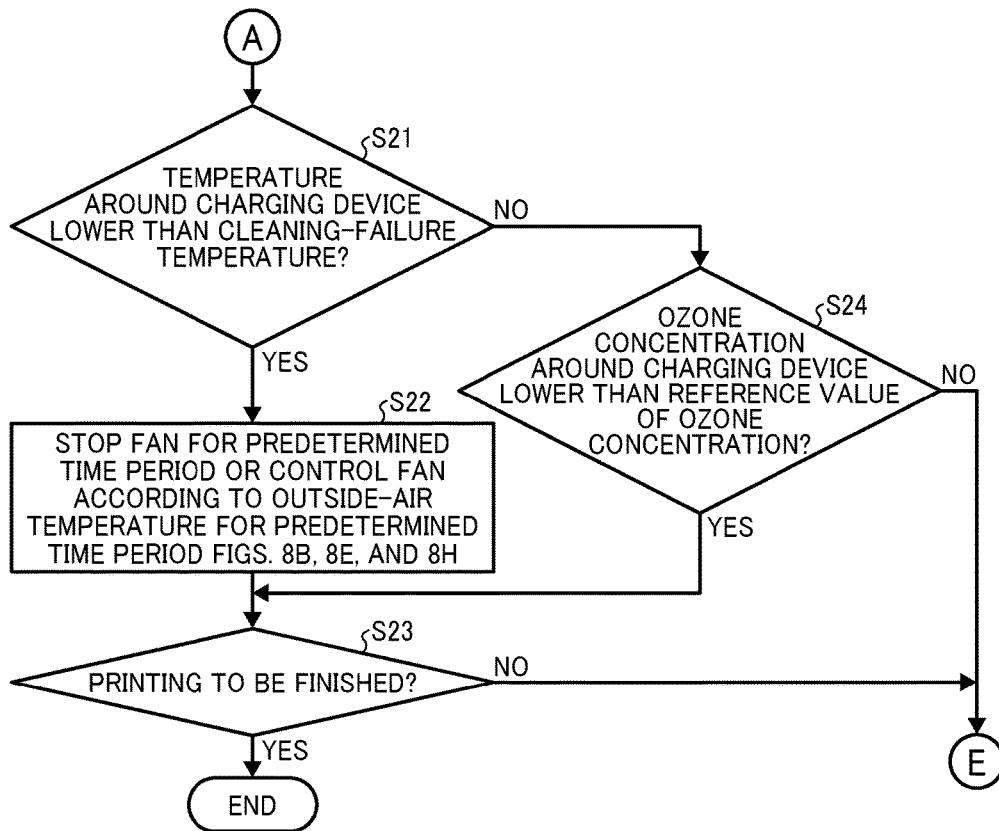 A
S21
TEMPERATURE
AROUND CHARGING DEVICE
LOWER THAN CLEANING-FAILURE
TEMPERATURE?
NO
YES
S24
OZONE
CONCENTRATION
AROUND CHARGING DEVICE
LOWER THAN REFERENCE VALUE
OF OZONE
CONCENTRATION?
NO
YES
S22
STOP FAN FOR PREDETERMINED
TIME PERIOD OR CONTROL FAN
ACCORDING TO OUTSIDE-AIR
TEMPERATURE FOR PREDETERMINED
TIME PERIOD FIGS. 8B, 8E, AND 8H
S23
PRINTING TO BE FINISHED?
NO
YES
E
END